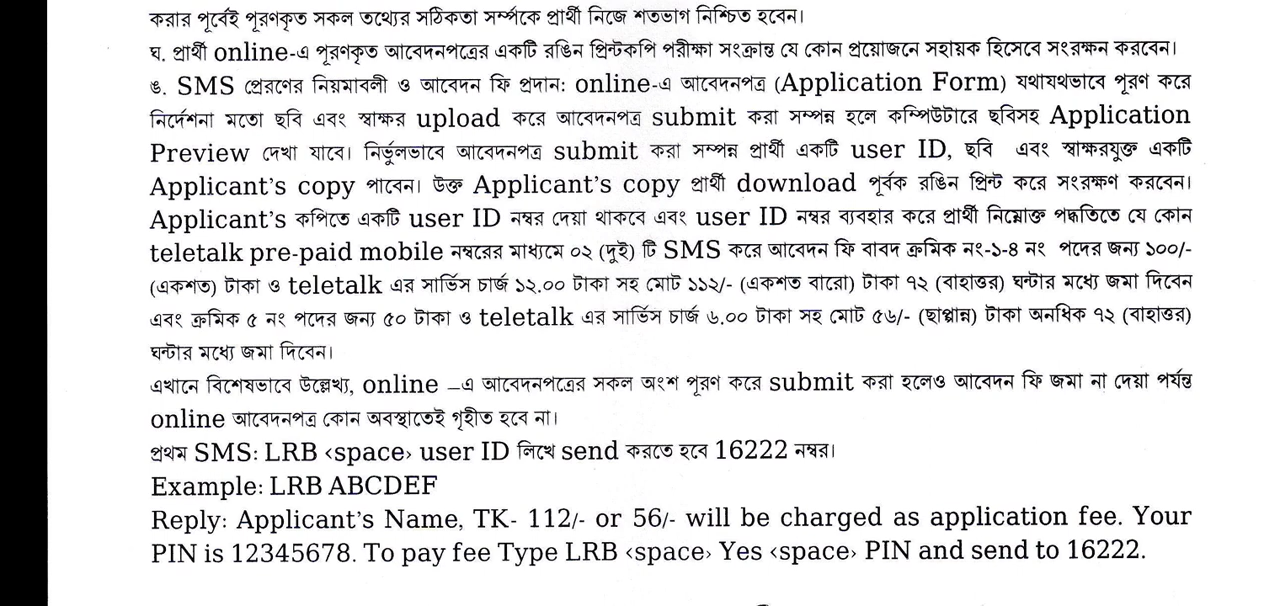 করার পূর্বেই পূরণকৃত সকল তথ্যের সঠিকতা সর্ম্পকে প্রার্থী নিজে শতভাগ নিশ্চিত হবেন।
ঘ. প্রার্থী online-এ পূরণকৃত আবেদনপত্রের একটি রঙিন প্রিন্টকপি পরীক্ষা সংক্রান্ত যে কোন প্রয়োজনে সহায়ক হিসেবে সংরক্ষন করবেন।
ঙ. SMS প্রেরণের নিয়মাবলী ও আবেদন ফি প্রদান: online-এ আবেদনপত্র (Application Form) যথাযথভাবে পূরণ করে
নির্দেশনা মতো ছবি এবং স্বাক্ষর upload করে আবেদনপত্র submit করা সম্পন্ন হলে কম্পিউটারে ছবিসহ Application
Preview দেখা যাবে। নির্ভুলভাবে আবেদনপত্র submit করা সম্পন্ন প্রার্থী একটি user ID, ছবি এবং স্বাক্ষরযুক্ত একটি
Applicant's copy পাবেন। উক্ত Applicant's copy প্রার্থী download পূর্বক রঙিন প্রিন্ট করে সংরক্ষণ করবেন।
Applicant's কপিতে একটি user ID নম্বর দেয়া থাকবে এবং user ID নম্বর ব্যবহার করে প্রার্থী নিম্নোক্ত পদ্ধতিতে যে কোন
teletalk pre-paid mobile নম্বরের মাধ্যমে ০২ (দুই) টি SMS করে আবেদন ফি বাবদ ক্রমিক নং-১-৪ নং পদের জন্য ১০০/-
(একশত) টাকা ও teletalk এর সার্ভিস চার্জ ১২.০০ টাকা সহ মোট ১১২/- (একশত বারো) টাকা ৭২ (বাহাত্তর) ঘন্টার মধ্যে জমা দিবেন
এবং ক্রমিক ৫ নং পদের জন্য ৫০ টাকা ও teletalk এর সার্ভিস চার্জ ৬.০০ টাকা সহ মোট ৫৬/- (ছাপ্পান্ন) টাকা অনধিক ৭২ (বাহাত্তর)
ঘন্টার মধ্যে জমা দিবেন।
এখানে বিশেষভাবে উল্লেখ্য, online –এ আবেদনপত্রের সকল অংশ পূরণ করে submit করা হলেও আবেদন ফি জমা না দেয়া পর্যন্ত
online আবেদনপত্র কোন অবস্থাতেই গৃহীত হবে না।
প্রথম SMS: LRB <space> user ID লিখে send করতে হবে 16222 নম্বর।
Example: LRB ABCDEF
Reply: Applicant's Name, TK- 112/- or 56/- will be charged as application fee. Your
PIN is 12345678. To pay fee Type LRB <space> Yes <space> PIN and send to 16222.